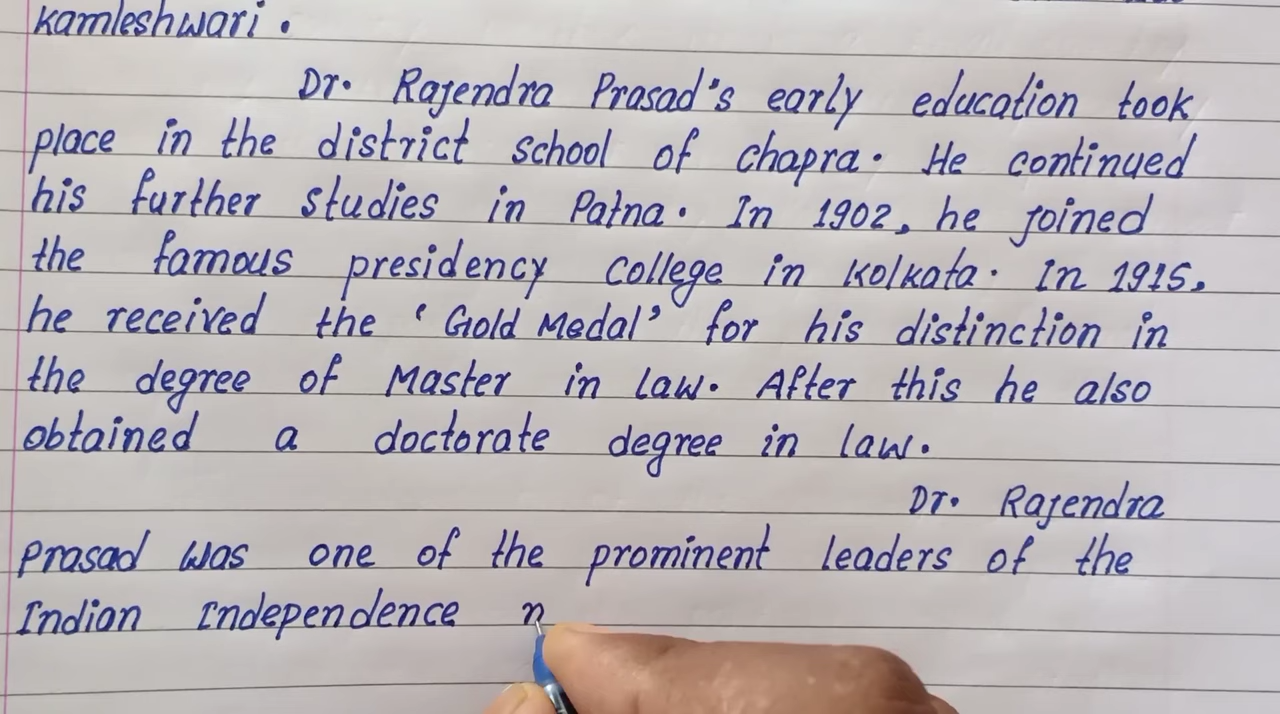 Kamleshwari.
Dr. Rajendra Prasad's early education took
place in the district school of chapra. He continued
his further studies in Patna. In 1902, he joined
the famous presidency college in Kolkata. In 1915,
he received the 'Gold Medal' for his distinction in
the degree of Master in law. After this he also
obtained a doctorate degree in law.
Dr. Rajendra
Prasad was one of the prominent leaders of the
Indian Independence